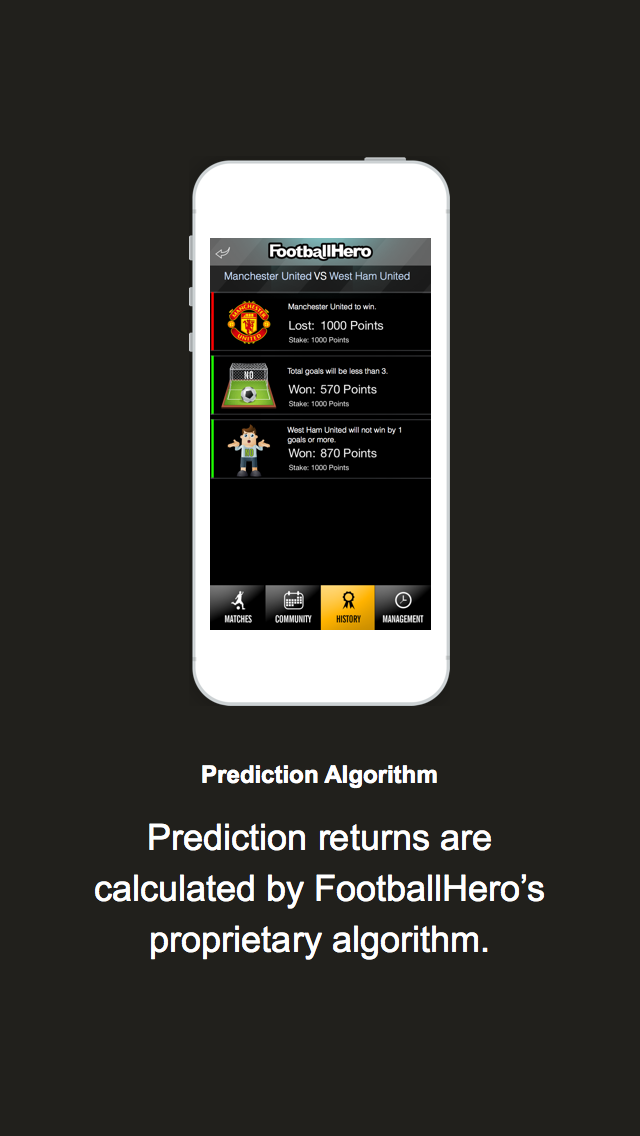 FootballHero
Manchester United VS West Ham United
MANCHESTER
UNITED
Manchester United to win.
Lost: 1000 Points
Stake: 1000 Points
NO
Total goals will be less than 3.
Won: 570 Points
Stake: 1000 Points
West Ham United will not win by 1
goals or more.
Won: 870 Points
Stake: 1000 Points
MATCHES
COMMUNITY
HISTORY
MANAGEMENT
Prediction Algorithm
Prediction returns are
calculated by FootballHero’s
proprietary algorithm.